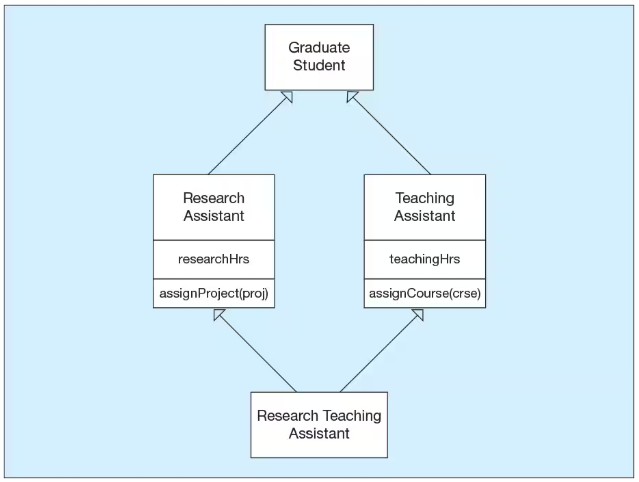 Graduate
Student
Research
Assistant
Teaching
Assistant
researchHrs
teachingHrs
assignProject(proj)
assignCourse(crse)
Research Teaching
Assistant